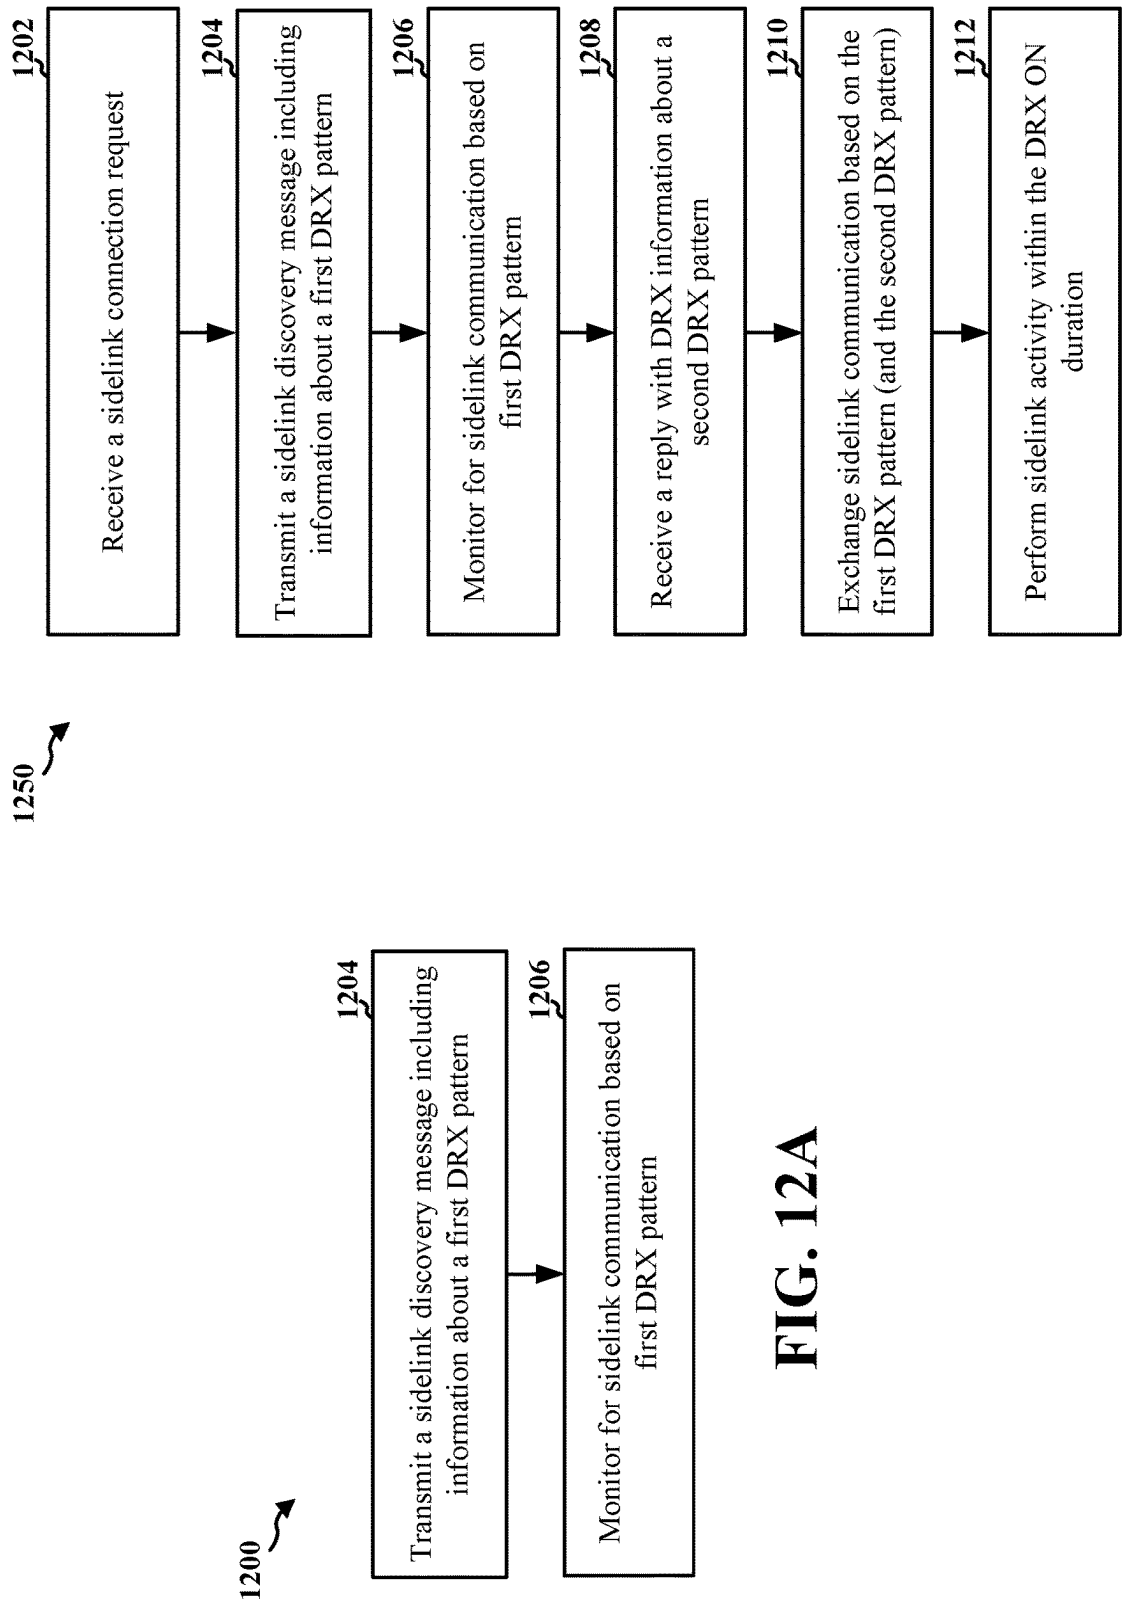 1200
1204
Transmit a sidelink discovery message including
information about a first DRX pattern
1206
Monitor for sidelink communication based on
first DRX pattern
FIG. 12A
1250
1202
Receive a sidelink connection request
1204
Transmit a sidelink discovery message including
information about a first DRX pattern
1206
Monitor for sidelink communication based on
first DRX pattern
1208
Receive a reply with DRX information about a
second DRX pattern
1210
Exchange sidelink communication based on the
first DRX pattern (and the second DRX pattern)
1212
Perform sidelink activity within the DRX ON
duration